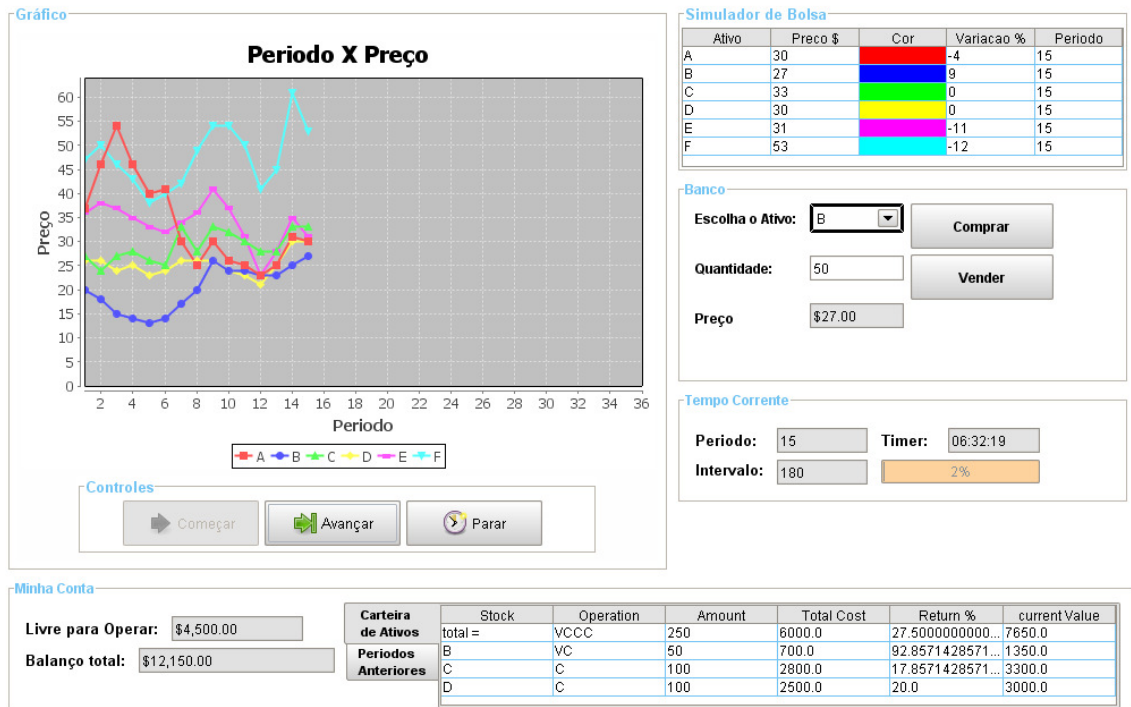 Gráfico
Periodo X Preço
Preço
60
55
50
45
40
35
30
25
20
15
10
5
0
2 4 6 8 10 12 14 16 18 20 22 24 26 28 30 32 34 36
Periodo
A B C D E F
Controles
Começar Avançar Parar
Simulador de Bolsa
Ativo Preco $ Cor Variacao % Periodo
A 30 -4 15
B 27 9 15
C 33 0 15
D 30 0 15
E 31 -11 15
F 53 -12 15
Banco
Escolha o Ativo: B Comprar
Quantidade: 50 Vender
Preço $27.00
Tempo Corrente
Periodo: 15 Timer: 06:32:19
Intervalo: 180 2%
Minha Conta
Livre para Operar: $4,500.00
Balanço total: $12,150.00
Carteira de Ativos
Periodos Anteriores
Stock Operation Amount Total Cost Return % current Value
total = VCCC 250 6000.0 27.5000000000... 7650.0
B VC 50 700.0 92.8571428571... 1350.0
C C 100 2800.0 17.8571428571... 3300.0
D C 100 2500.0 20.0 3000.0